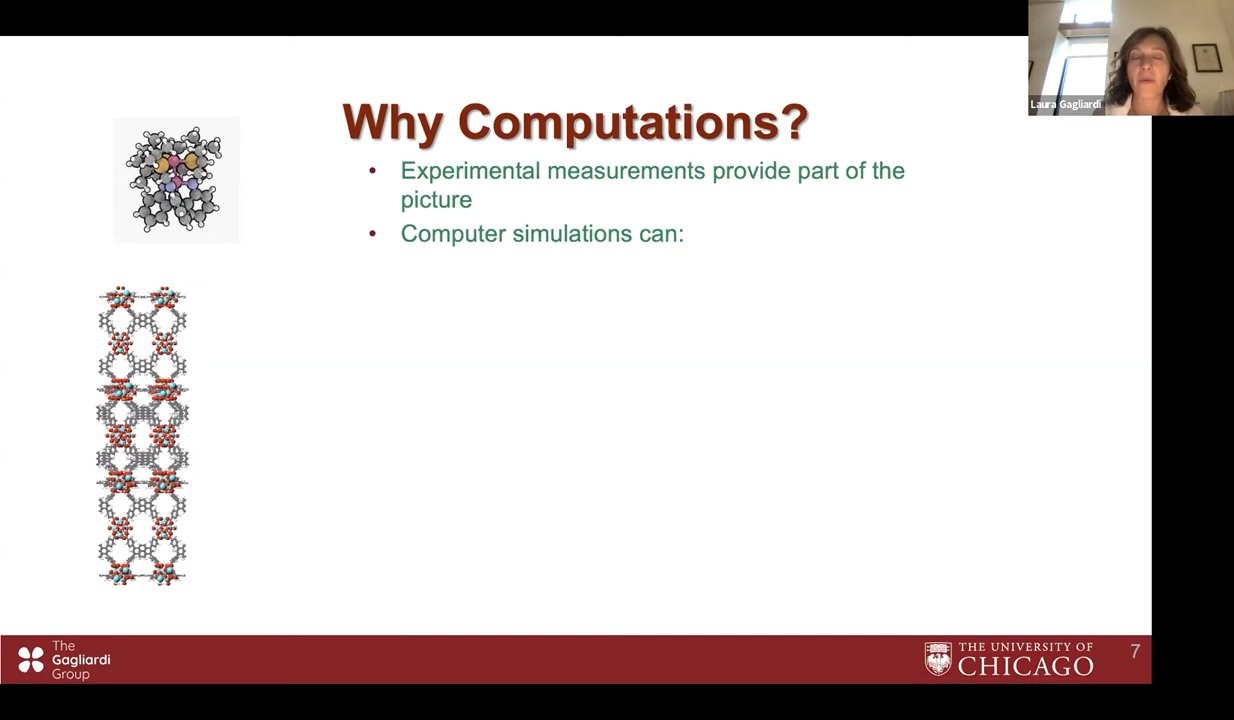 Laura Gagliardi
Why Computations?
• Experimental measurements provide part of the
picture
• Computer simulations can:
The
Gagliardi
Group
THE UNIVERSITY OF
CHICAGO
7